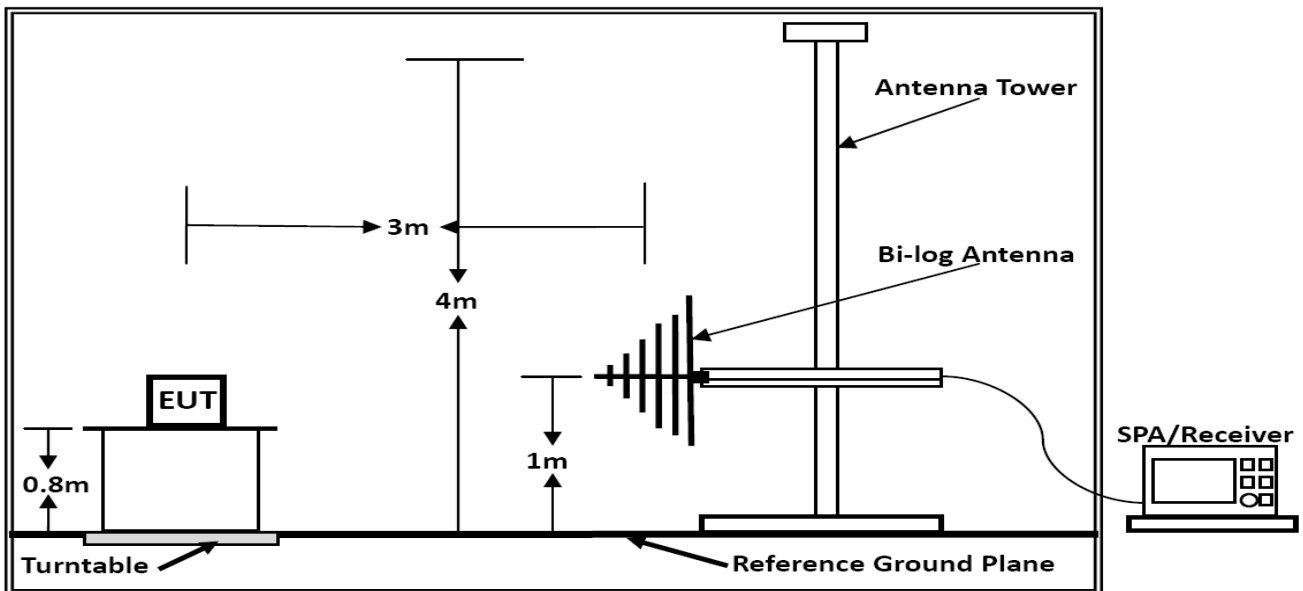 Antenna Tower
3m
Bi-log Antenna
4m
EUT
SPA/Receiver
1m
0.8m
Turntable
Reference Ground Plane